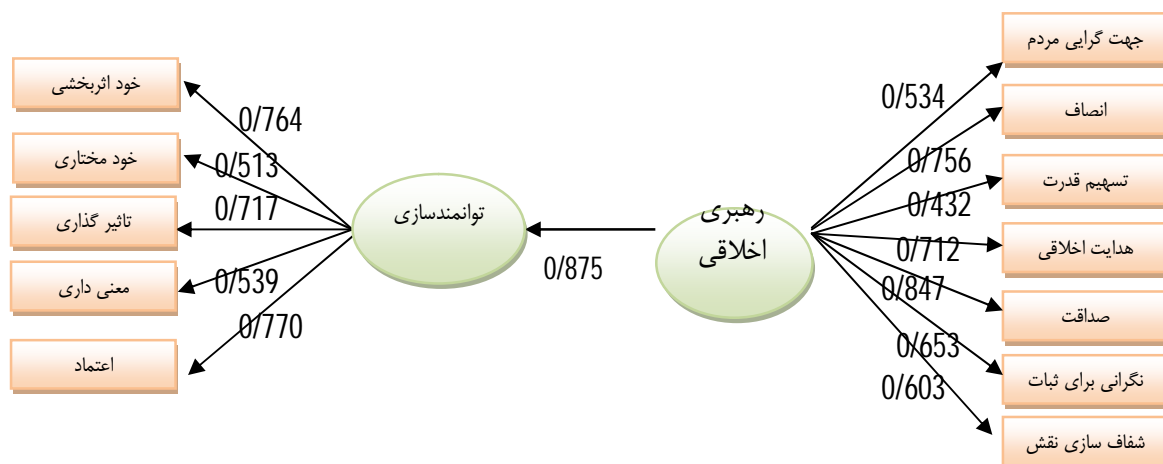 جهت گرایی مردم
انصاف
تسهیم قدرت
هدایت اخلاقی
صداقت
نگرانی برای ثبات
شفاف سازی نقش
0/534
0/756
0/432
0/712
0/847
0/653
0/603
رهبری
اخلاقی
0/875
توانمندسازی
0/764
0/513
0/717
0/539
0/770
خود اثربخشی
خود مختاری
تاثیر گذاری
معنی داری
اعتماد